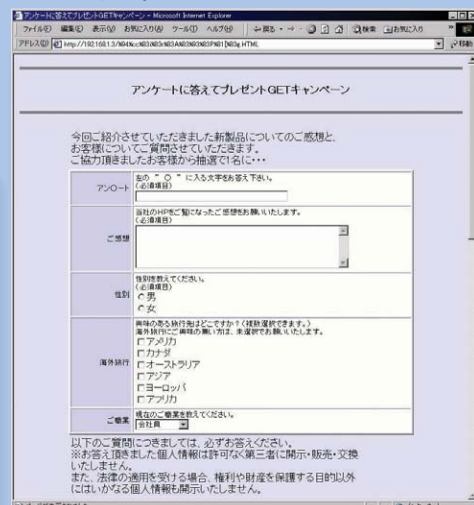 アンケートに答えてプレゼントGETキャンペーン - Microsoft Internet Explorer
ファイル(F) 編集(E) 表示(V) お気に入り(A) ツール(T) ヘルプ(H)
戻る
検索
お気に入り
アドレス(D)
アンケートに答えてプレゼントGETキャンペーン
今回ご紹介させていただきました新製品についてのご感想と、
お客様についてご質問させていただきます。
ご協力頂きましたお客様から抽選で1名に・・・
アン○ート
左の " ○ " に入る文字をお答え下さい。
(必須項目)
ご感想
当社のHPをご覧になったご感想をお願いいたします。
(必須項目)
性別
性別を教えてください。
(必須項目)
男
女
海外旅行
興味のある旅行先はどこですか?(複数選択できます。)
海外旅行にご興味の無い方は、未選択でお願いいたします。
アメリカ
カナダ
オーストラリア
アジア
ヨーロッパ
アフリカ
ご職業
現在のご職業を教えてください。
会社員
以下のご質問につきましては、必ずお答えください。
※お答え頂きました個人情報は許可なく第三者に開示・販売・交換
いたしません。
また、法律の適用を受ける場合、権利や財産を保護する目的以外
にはいかなる個人情報も開示いたしません。